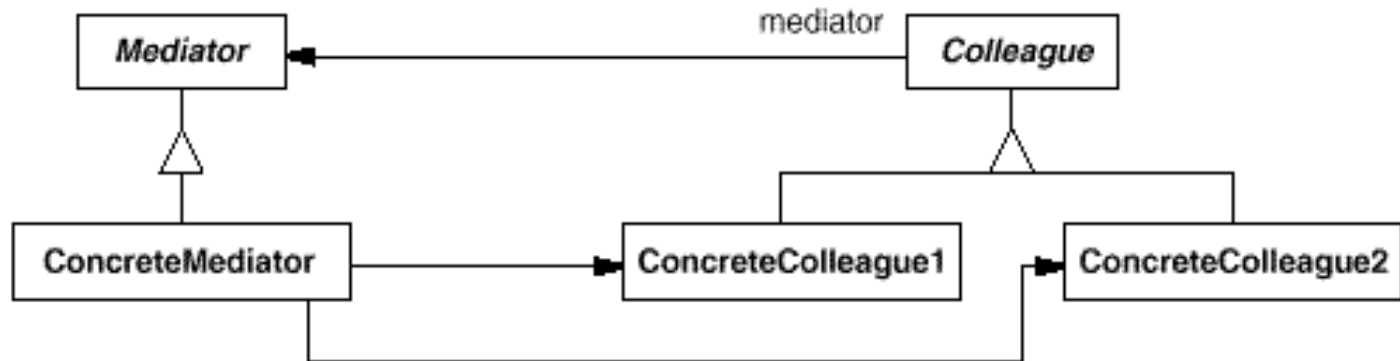 mediator
Mediator
Colleague
ConcreteMediator
ConcreteColleague1
ConcreteColleague2